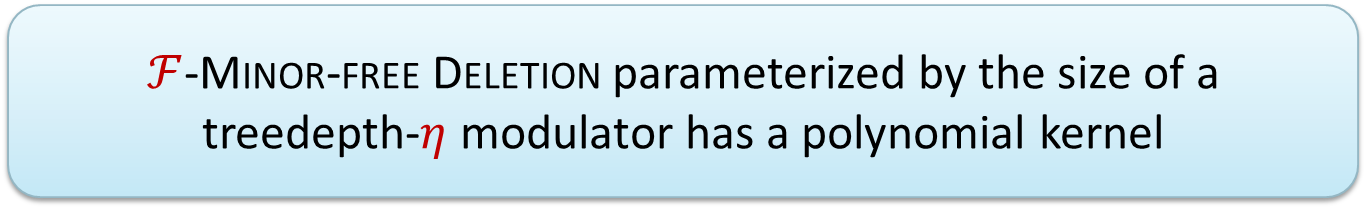 ℱ-MINOR-FREE DELETION parameterized by the size of a
treedepth-η modulator has a polynomial kernel